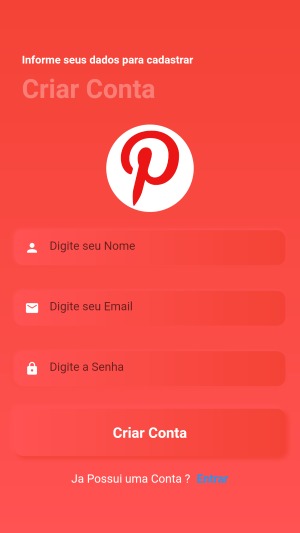 Informe seus dados para cadastrar
Criar Conta
Digite seu Nome
Digite seu Email
Digite a Senha
Criar Conta
Ja Possui uma Conta ? Entrar